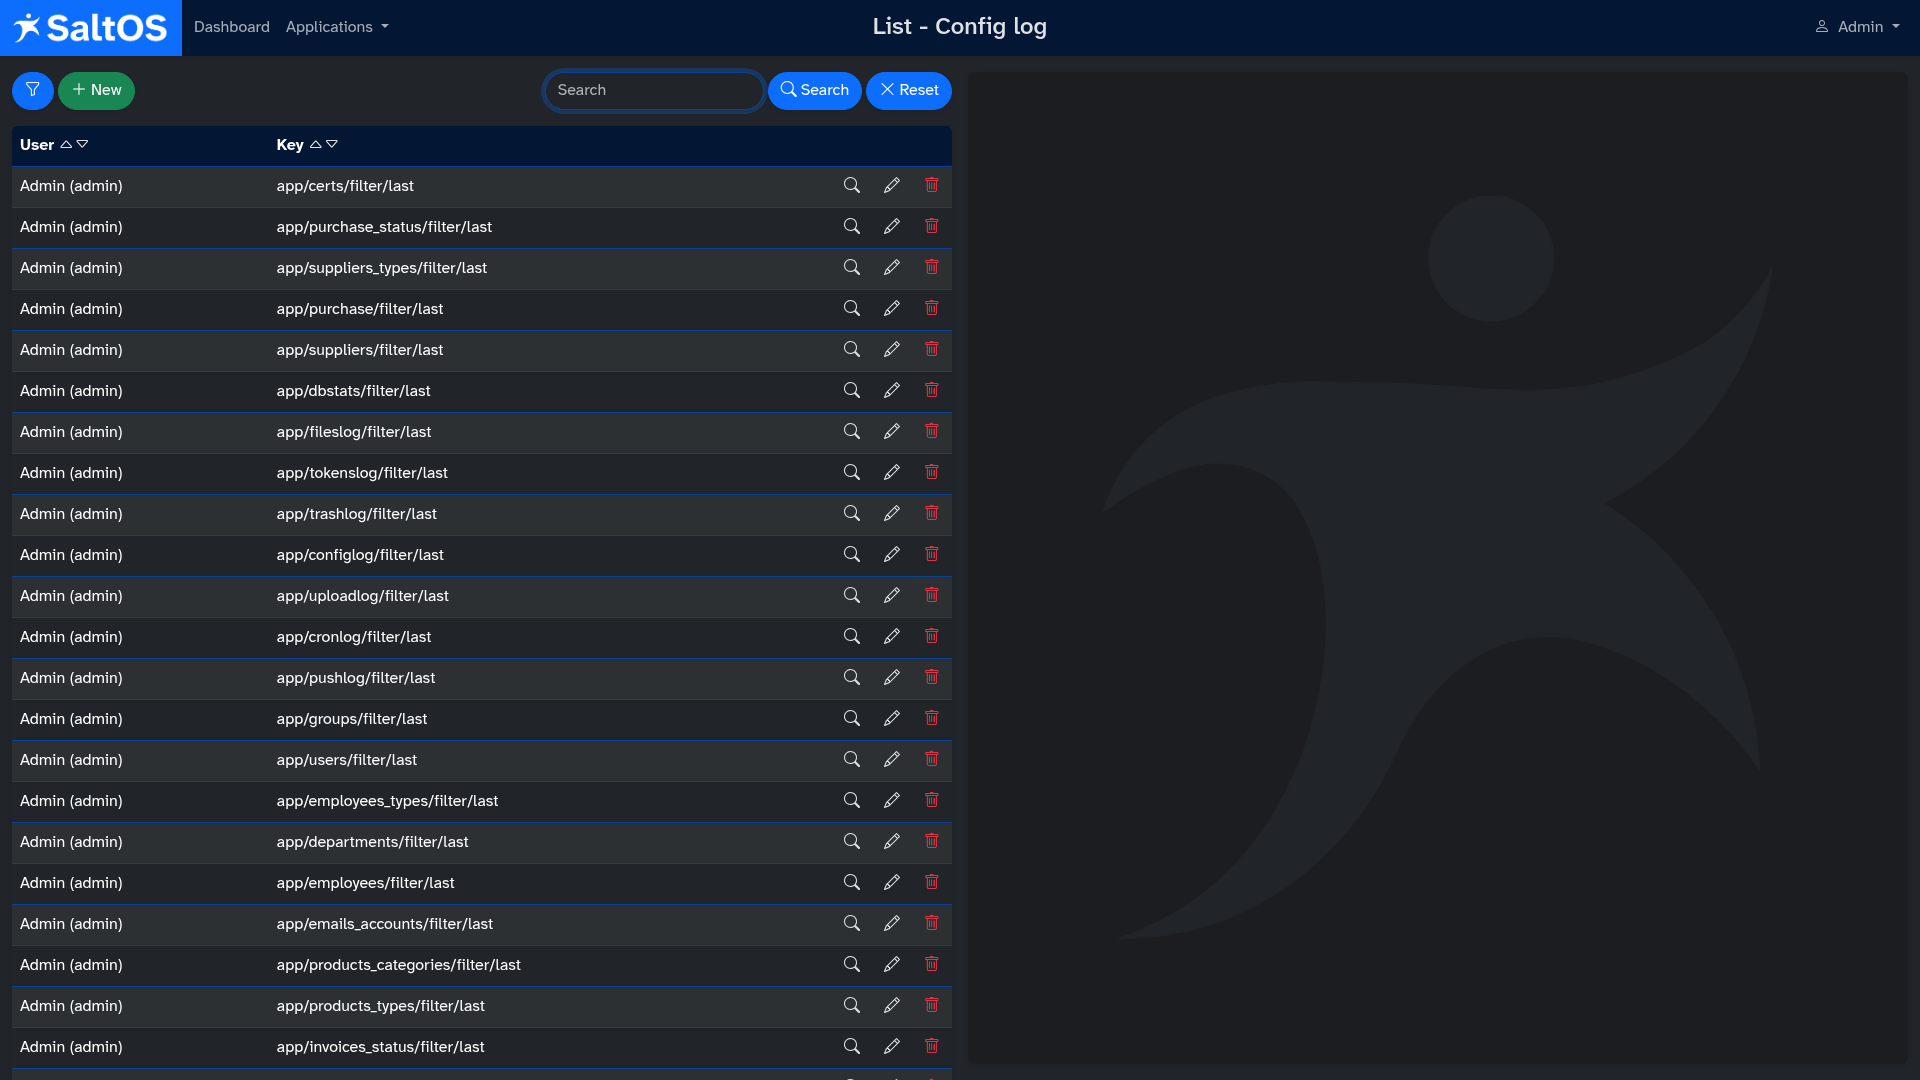 SaltOS Dashboard Applications List - Config log Admin
New Search Search Reset
User Key
Admin (admin) app/certs/filter/last
Admin (admin) app/purchase_status/filter/last
Admin (admin) app/suppliers_types/filter/last
Admin (admin) app/purchase/filter/last
Admin (admin) app/suppliers/filter/last
Admin (admin) app/dbstats/filter/last
Admin (admin) app/fileslog/filter/last
Admin (admin) app/tokenslog/filter/last
Admin (admin) app/trashlog/filter/last
Admin (admin) app/configlog/filter/last
Admin (admin) app/uploadlog/filter/last
Admin (admin) app/cronlog/filter/last
Admin (admin) app/pushlog/filter/last
Admin (admin) app/groups/filter/last
Admin (admin) app/users/filter/last
Admin (admin) app/employees_types/filter/last
Admin (admin) app/departments/filter/last
Admin (admin) app/employees/filter/last
Admin (admin) app/emails_accounts/filter/last
Admin (admin) app/products_categories/filter/last
Admin (admin) app/products_types/filter/last
Admin (admin) app/invoices_status/filter/last